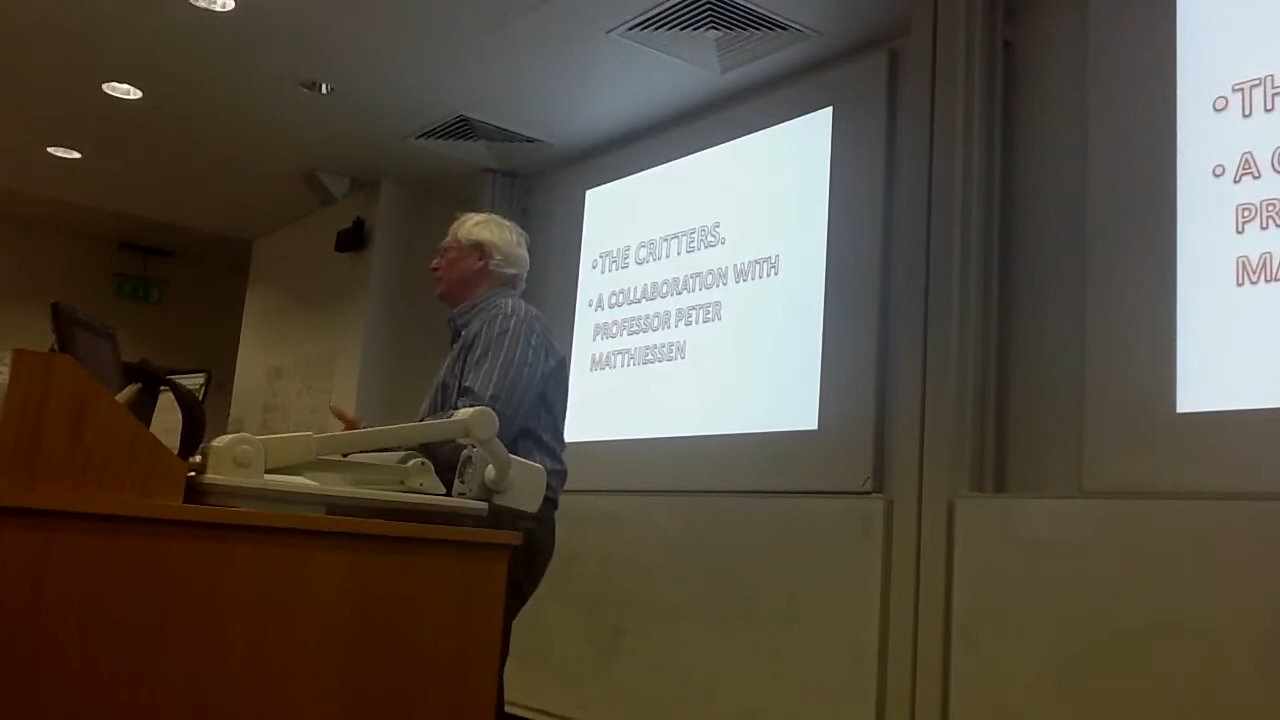 •THE CRITTERS.
•A COLLABORATION WITH
PROFESSOR PETER
MATTHIESSEN
•TH
•A C
PR
MA